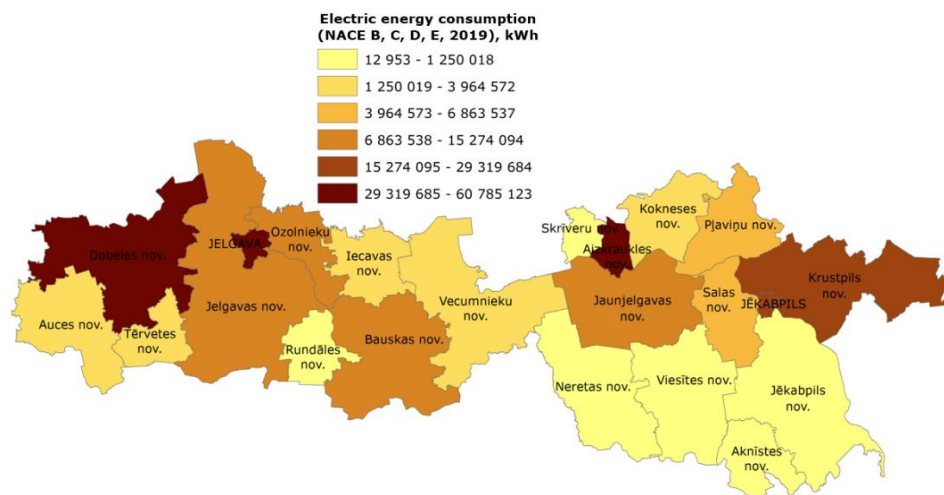 Electric energy consumption
(NACE B, C, D, E, 2019), kWh
12 953 - 1 250 018
1 250 019 - 3 964 572
3 964 573 - 6 863 537
6 863 538 - 15 274 094
15 274 095 - 29 319 684
29 319 685 - 60 785 123
Dobeles nov.
JELGAVA
Ozolnieku
nov.
Iecavas
nov.
Auces nov.
Tērvetes
nov.
Jelgavas nov.
Rundāles
nov.
Bauskas nov.
Vecumnieku
nov.
Skrīveru nov.
Kokneses
nov.
Pļaviņu nov.
Aizkraukles
nov.
Jaunjelgavas
nov.
Salas
nov.
JĒKABPILS
Krustpils
nov.
Neretas nov.
Viesītes nov.
Jēkabpils
nov.
Aknīstes
nov.